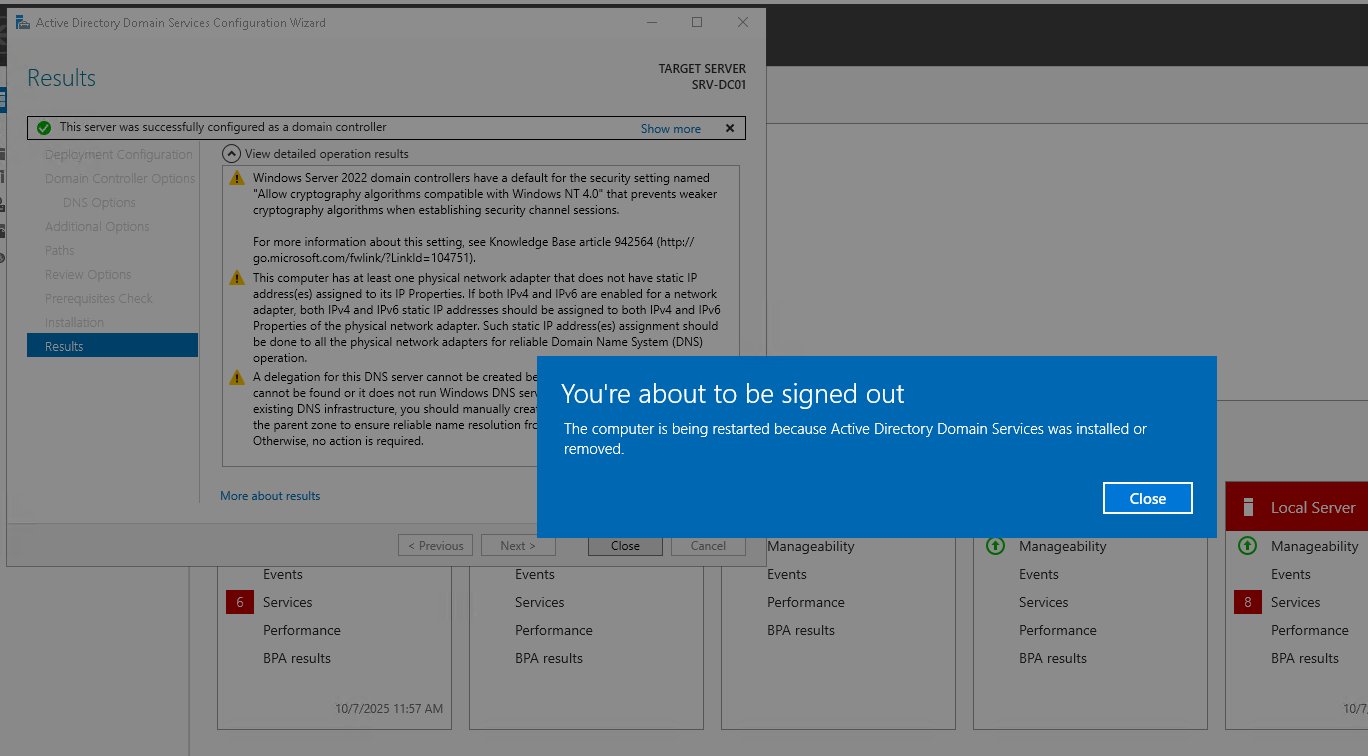 Active Directory Domain Services Configuration Wizard
Results
TARGET SERVER
SRV-DC01
This server was successfully configured as a domain controller
Show more
Deployment Configuration
Domain Controller Options
DNS Options
Additional Options
Paths
Review Options
Prerequisites Check
Installation
Results
View detailed operation results
Windows Server 2022 domain controllers have a default for the security setting named
"Allow cryptography algorithms compatible with Windows NT 4.0" that prevents weaker
cryptography algorithms when establishing security channel sessions.
For more information about this setting, see Knowledge Base article 942564 (http://
go.microsoft.com/fwlink/?LinkId=104751).
This computer has at least one physical network adapter that does not have static IP
address(es) assigned to its IP Properties. If both IPv4 and IPv6 are enabled for a network
adapter, both IPv4 and IPv6 static IP addresses should be assigned to both IPv4 and IPv6
Properties of the physical network adapter. Such static IP address(es) assignment should
be done to all the physical network adapters for reliable Domain Name System (DNS)
operation.
A delegation for this DNS server cannot be created be
cannot be found or it does not run Windows DNS serv
existing DNS infrastructure, you should manually crea
the parent zone to ensure reliable name resolution fro
Otherwise, no action is required.
More about results
< Previous
Next >
Close
Cancel
You're about to be signed out
The computer is being restarted because Active Directory Domain Services was installed or
removed.
Close
Events
6 Services
Performance
BPA results
10/7/2025 11:57 AM
Events
Services
Performance
BPA results
Manageability
Events
Performance
BPA results
Manageability
Events
Services
Performance
BPA results
Local Server
Manageability
Events
8 Services
Performance
BPA results
10/7